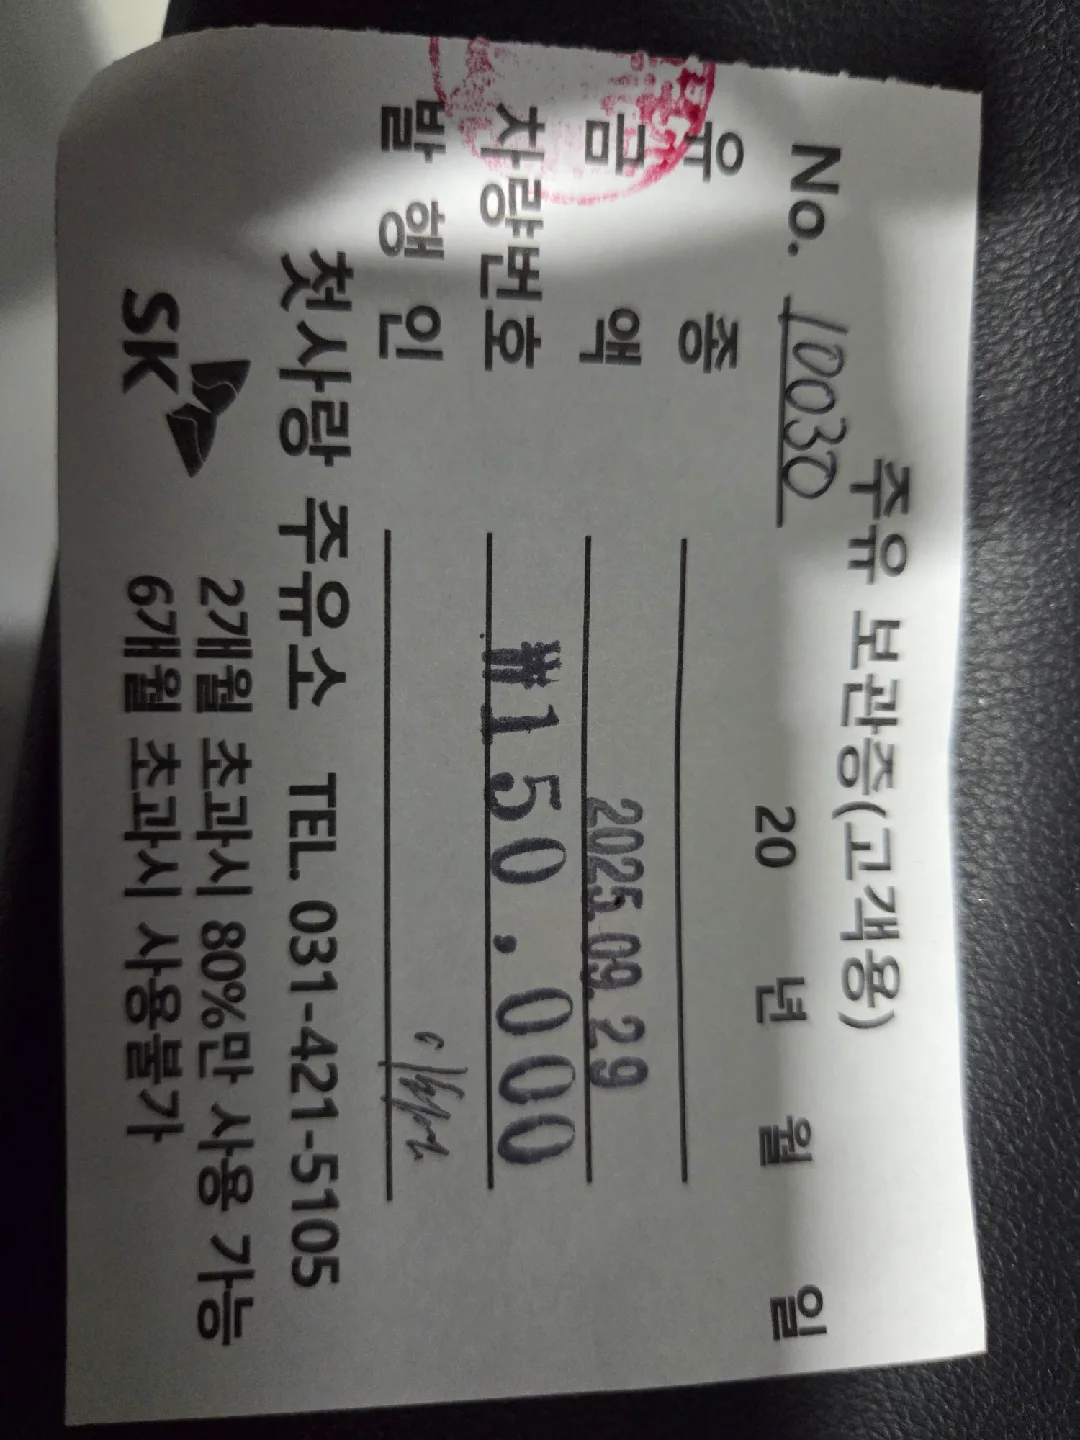 주유 보관증(고객용)
No. 10030
20 년 월 일
유 종
금 액 2025.09.29
차량번호 ₩150,000
발 행 인
첫사랑 주유소 TEL. 031-421-5105
SK
2개월 초과시 80%만 사용 가능
6개월 초과시 사용불가